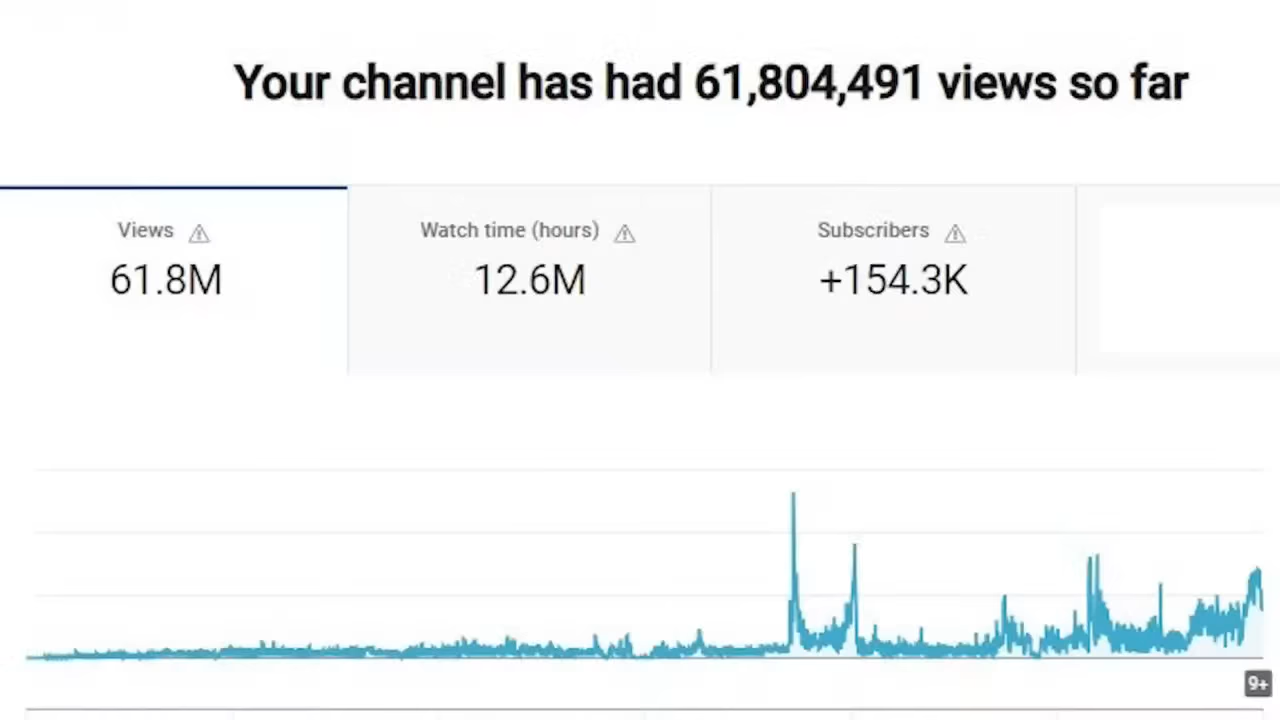 Your channel has had 61,804,491 views so far
Views
61.8M
Watch time (hours)
12.6M
Subscribers
+154.3K
9+